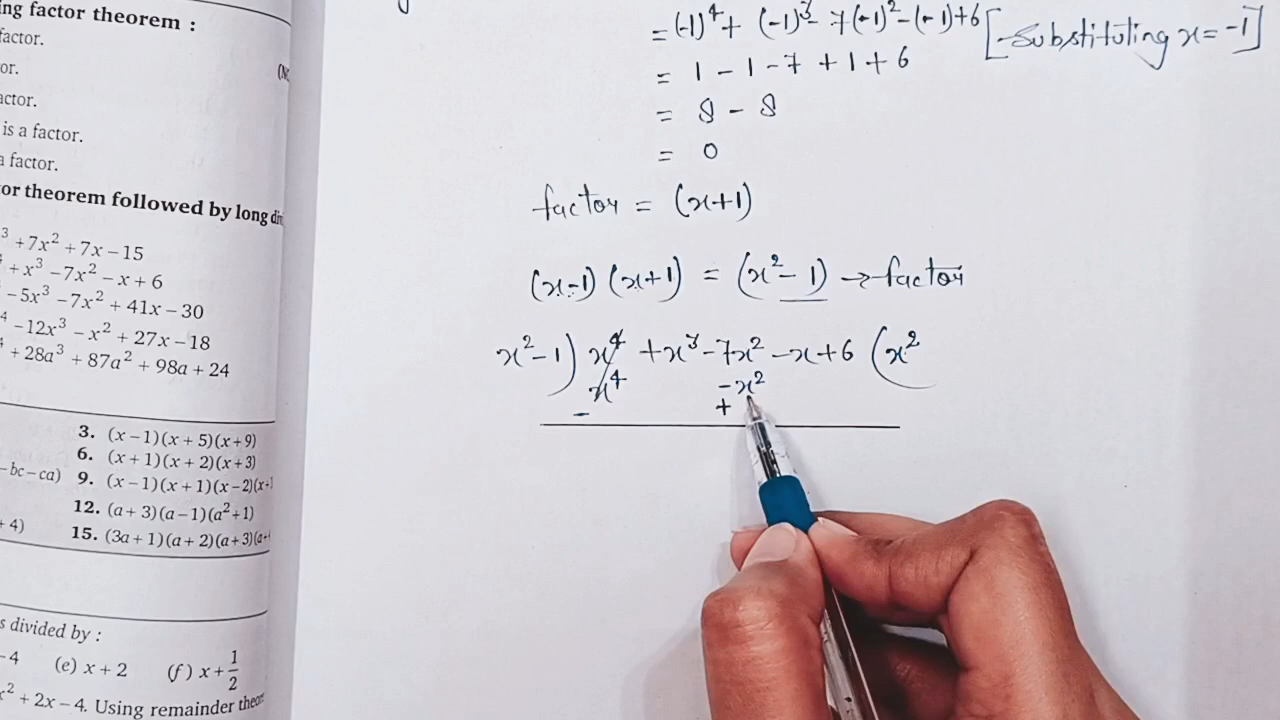 ing factor theorem :
factor.
or.
actor.
is a factor.
a factor.
or theorem followed by long
3 + 7x² + 7x − 15
+ x³ − 7x² − x + 6
− 5x³ − 7x² + 41x − 30
4 − 12x³ − x² + 27x − 18
4 + 28a³ + 87a² + 98a + 24
3. (x − 1)(x + 5)(x + 9)
6. (x + 1)(x + 2)(x + 3)
−bc−ca) 9. (x − 1)(x + 1)(x − 2)(x +
12. (a + 3)(a − 1)(a² + 1)
+ 4) 15. (3a + 1)(a + 2)(a + 3)(a
s divided by :
−4 (e) x + 2 (f) x + 1/2
x² + 2x − 4. Using remainder
= (-1)⁴ + (-1)³ - 7(-1)² - (-1) + 6 [Substituting x = -1]
= 1 - 1 - 7 + 1 + 6
= 8 - 8
= 0
factor = (x+1)
(x-1) (x+1) = (x² - 1) → factor
x² - 1) x⁴ + x³ - 7x² - x + 6 (x²
x⁴ - x²
- +